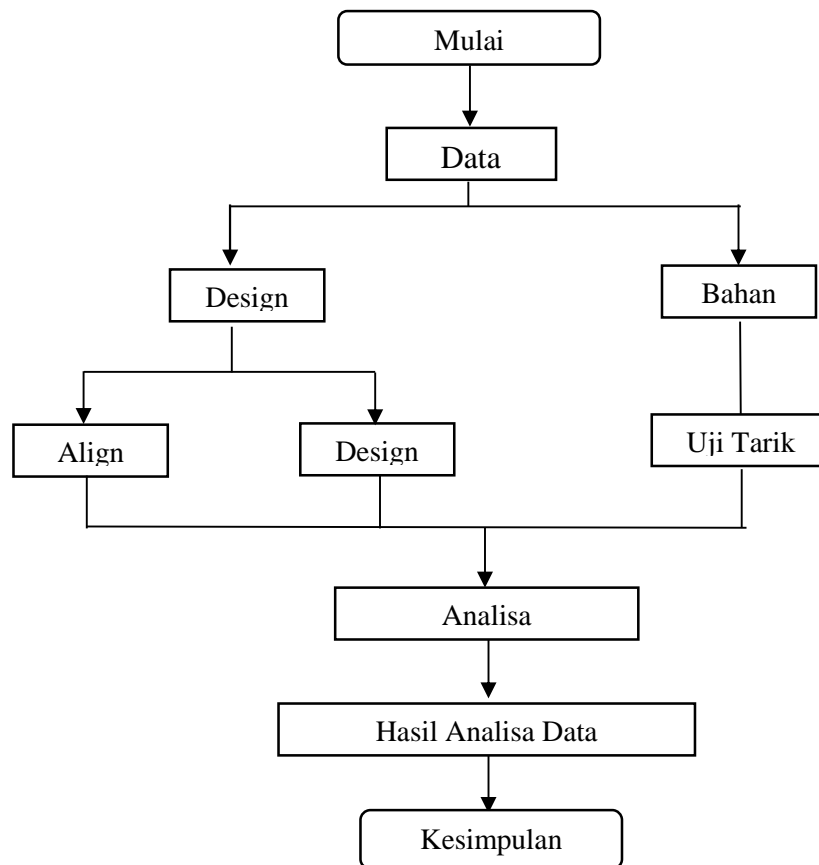 Mulai
Data
Design
Bahan
Align
Design
Uji Tarik
Analisa
Hasil Analisa Data
Kesimpulan